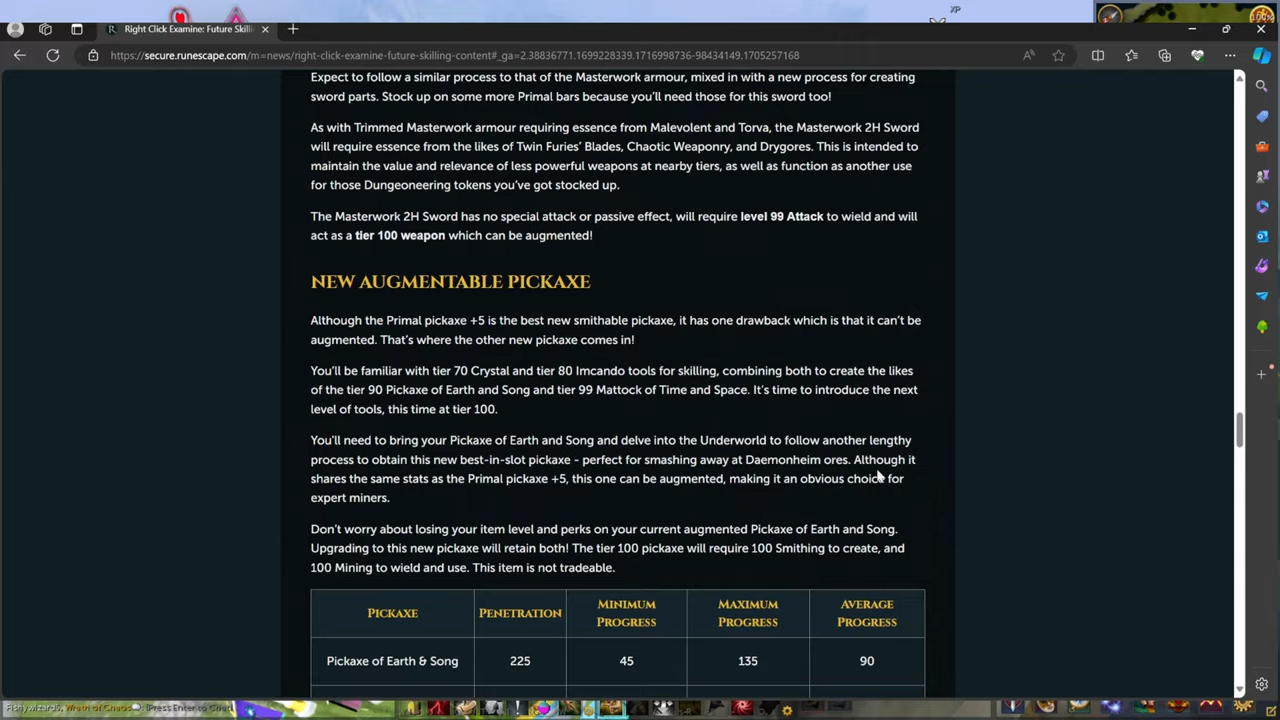 XP
Right Click Examine: Future Skilli
100%
https://secure.runescape.com/m=news/right-click-examine-future-skilling-content#_ga=2.38836771.1699228339.1716998736-98434149.1705257168
Expect to follow a similar process to that of the Masterwork armour, mixed in with a new process for creating
sword parts. Stock up on some more Primal bars because you'll need those for this sword too!
As with Trimmed Masterwork armour requiring essence from Malevolent and Torva, the Masterwork 2H Sword
will require essence from the likes of Twin Furies' Blades, Chaotic Weaponry, and Drygores. This is intended to
maintain the value and relevance of less powerful weapons at nearby tiers, as well as function as another use
for those Dungeoneering tokens you've got stocked up.
The Masterwork 2H Sword has no special attack or passive effect, will require level 99 Attack to wield and will
act as a tier 100 weapon which can be augmented!
NEW AUGMENTABLE PICKAXE
Although the Primal pickaxe +5 is the best new smithable pickaxe, it has one drawback which is that it can't be
augmented. That's where the other new pickaxe comes in!
You'll be familiar with tier 70 Crystal and tier 80 Imcando tools for skilling, combining both to create the likes
of the tier 90 Pickaxe of Earth and Song and tier 99 Mattock of Time and Space. It's time to introduce the next
level of tools, this time at tier 100.
You'll need to bring your Pickaxe of Earth and Song and delve into the Underworld to follow another lengthy
process to obtain this new best-in-slot pickaxe - perfect for smashing away at Daemonheim ores. Although it
shares the same stats as the Primal pickaxe +5, this one can be augmented, making it an obvious choice for
expert miners.
Don't worry about losing your item level and perks on your current augmented Pickaxe of Earth and Song.
Upgrading to this new pickaxe will retain both! The tier 100 pickaxe will require 100 Smithing to create, and
100 Mining to wield and use. This item is not tradeable.
PICKAXE PENETRATION MINIMUM PROGRESS MAXIMUM PROGRESS AVERAGE PROGRESS
Pickaxe of Earth & Song 225 45 135 90
Wrath of Chaos